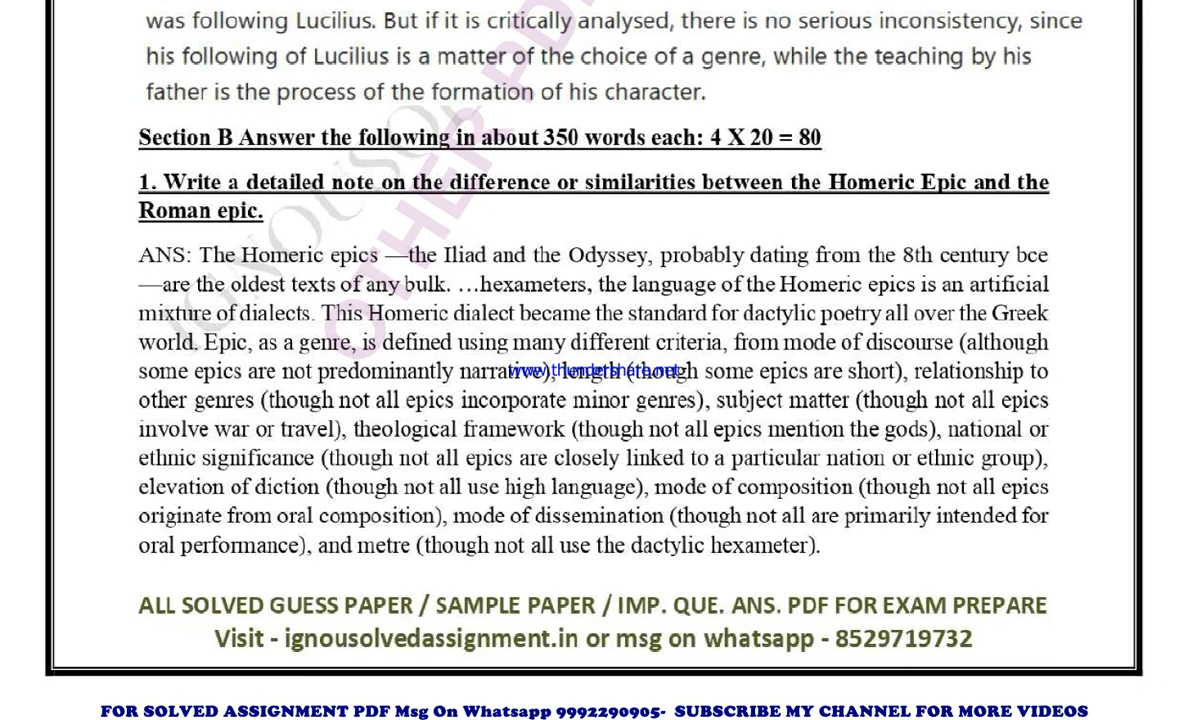 was following Lucilius. But if it is critically analysed, there is no serious inconsistency, since
his following of Lucilius is a matter of the choice of a genre, while the teaching by his
father is the process of the formation of his character.
Section B Answer the following in about 350 words each: 4 X 20 = 80
1. Write a detailed note on the difference or similarities between the Homeric Epic and the
Roman epic.
ANS: The Homeric epics —the Iliad and the Odyssey, probably dating from the 8th century bce
—are the oldest texts of any bulk. …hexameters, the language of the Homeric epics is an artificial
mixture of dialects. This Homeric dialect became the standard for dactylic poetry all over the Greek
world. Epic, as a genre, is defined using many different criteria, from mode of discourse (although
some epics are not predominantly narrative), length (though some epics are short), relationship to
www.thundershare.net
other genres (though not all epics incorporate minor genres), subject matter (though not all epics
involve war or travel), theological framework (though not all epics mention the gods), national or
ethnic significance (though not all epics are closely linked to a particular nation or ethnic group),
elevation of diction (though not all use high language), mode of composition (though not all epics
originate from oral composition), mode of dissemination (though not all are primarily intended for
oral performance), and metre (though not all use the dactylic hexameter).
ALL SOLVED GUESS PAPER / SAMPLE PAPER / IMP. QUE. ANS. PDF FOR EXAM PREPARE
Visit - ignousolvedassignment.in or msg on whatsapp - 8529719732
FOR SOLVED ASSIGNMENT PDF Msg On Whatsapp 9992290905- SUBSCRIBE MY CHANNEL FOR MORE VIDEOS
OTHER PD